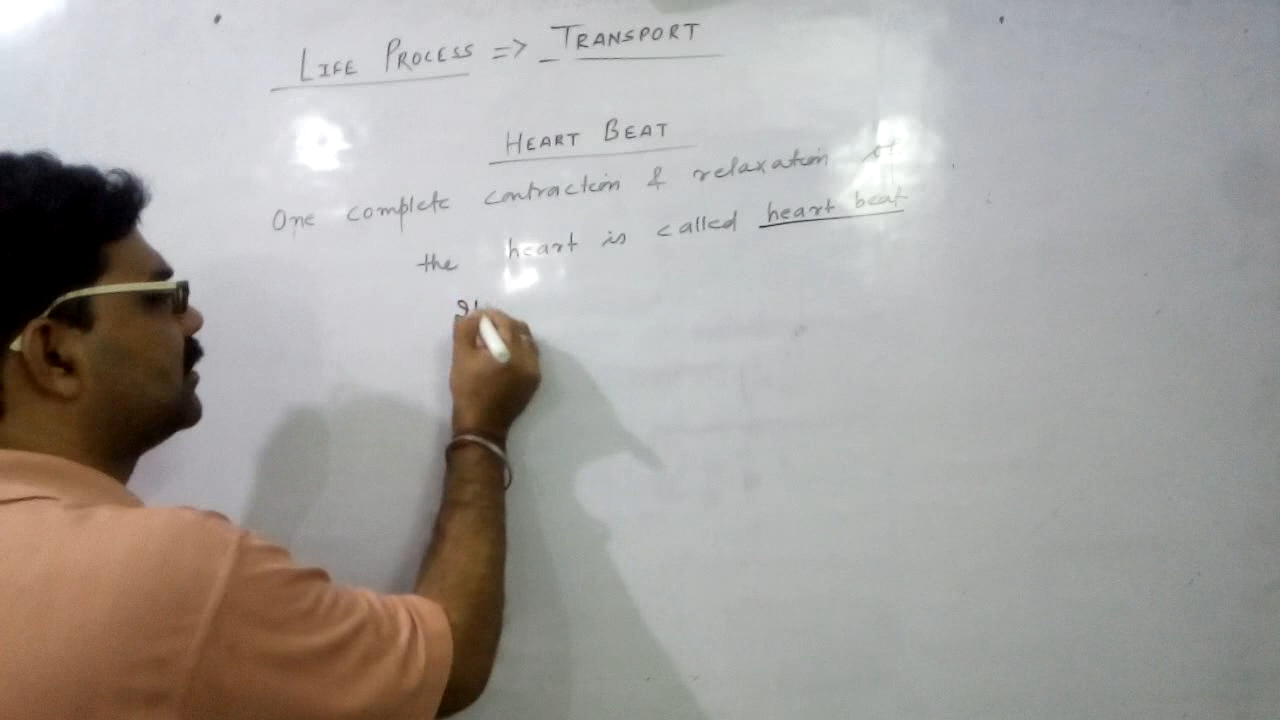 LIFE PROCESS => TRANSPORT
HEART BEAT
One complete contraction & relaxation of
the heart is called heart beat